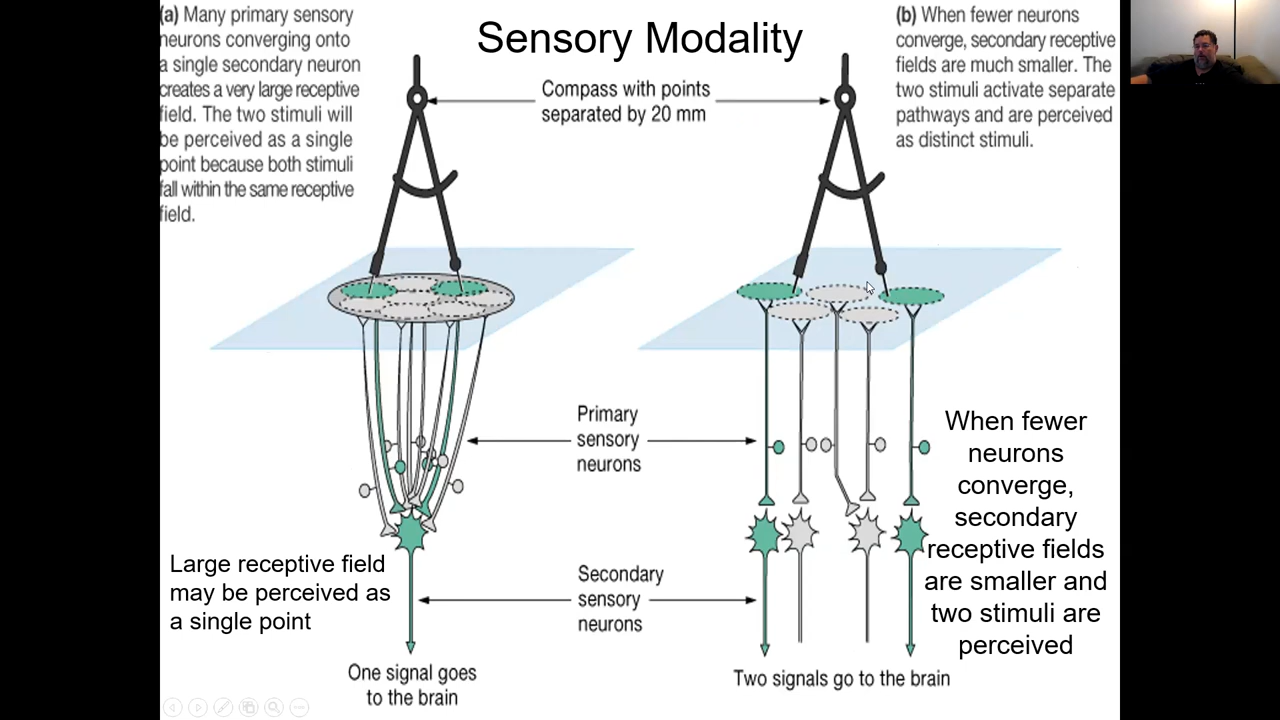 (a) Many primary sensory
neurons converging onto
a single secondary neuron
creates a very large receptive
field. The two stimuli will
be perceived as a single
point because both stimuli
fall within the same receptive
field.
Sensory Modality
(b) When fewer neurons
converge, secondary receptive
fields are much smaller. The
two stimuli activate separate
pathways and are perceived
as distinct stimuli.
Compass with points
separated by 20 mm
Primary
sensory
neurons
When fewer
neurons
converge,
secondary
receptive fields
are smaller and
two stimuli are
perceived
Large receptive field
may be perceived as
a single point
Secondary
sensory
neurons
One signal goes
to the brain
Two signals go to the brain